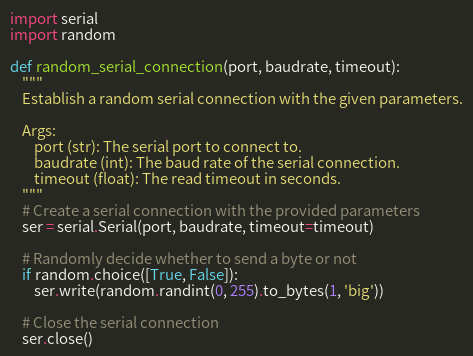 import serial
import random

def random_serial_connection(port, baudrate, timeout):
    """
    Establish a random serial connection with the given parameters.

    Args:
        port (str): The serial port to connect to.
        baudrate (int): The baud rate of the serial connection.
        timeout (float): The read timeout in seconds.
    """
    # Create a serial connection with the provided parameters
    ser = serial.Serial(port, baudrate, timeout=timeout)

    # Randomly decide whether to send a byte or not
    if random.choice([True, False]):
        ser.write(random.randint(0, 255).to_bytes(1, 'big'))

    # Close the serial connection
    ser.close()